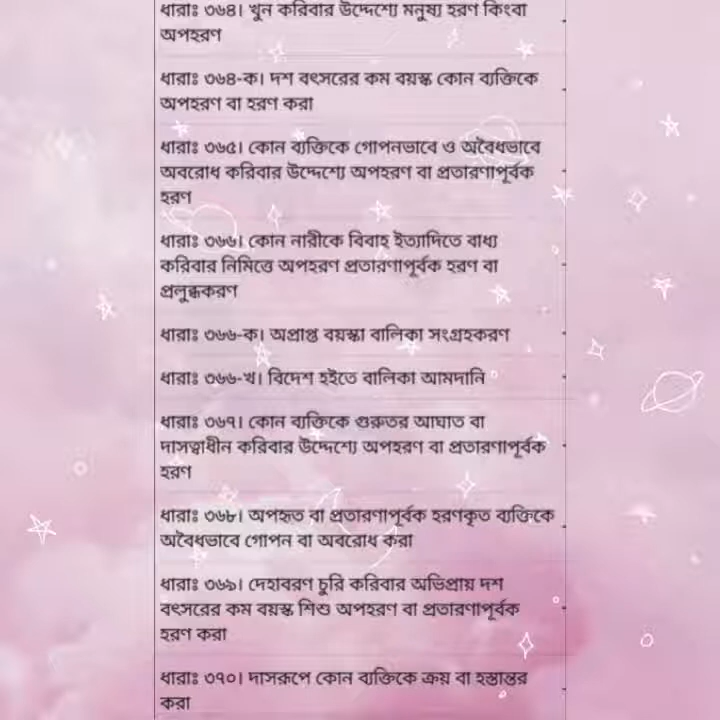 ধারাঃ ৩৬৪। খুন করিবার উদ্দেশ্যে মনুষ্য হরণ কিংবা
অপহরণ
ধারাঃ ৩৬৪-ক। দশ বৎসরের কম বয়স্ক কোন ব্যক্তিকে
অপহরণ বা হরণ করা
ধারাঃ ৩৬৫। কোন ব্যক্তিকে গোপনভাবে ও অবৈধভাবে
অবরোধ করিবার উদ্দেশ্যে অপহরণ বা প্রতারণাপূর্বক
হরণ
ধারাঃ ৩৬৬। কোন নারীকে বিবাহ ইত্যাদিতে বাধ্য
করিবার নিমিত্তে অপহরণ প্রতারণাপূর্বক হরণ বা
প্রলুব্ধকরণ
ধারাঃ ৩৬৬-ক। অপ্রাপ্ত বয়স্কা বালিকা সংগ্রহকরণ
ধারাঃ ৩৬৬-খ। বিদেশ হইতে বালিকা আমদানি
ধারাঃ ৩৬৭। কোন ব্যক্তিকে গুরুতর আঘাত বা
দাসত্বাধীন করিবার উদ্দেশ্যে অপহরণ বা প্রতারণাপূর্বক
হরণ
ধারাঃ ৩৬৮। অপহৃত বা প্রতারণাপূর্বক হরণকৃত ব্যক্তিকে
অবৈধভাবে গোপন বা অবরোধ করা
ধারাঃ ৩৬৯। দেহাবরণ চুরি করিবার অভিপ্রায় দশ
বৎসরের কম বয়স্ক শিশু অপহরণ বা প্রতারণাপূর্বক
হরণ করা
ধারাঃ ৩৭০। দাসরূপে কোন ব্যক্তিকে ক্রয় বা হস্তান্তর
করা